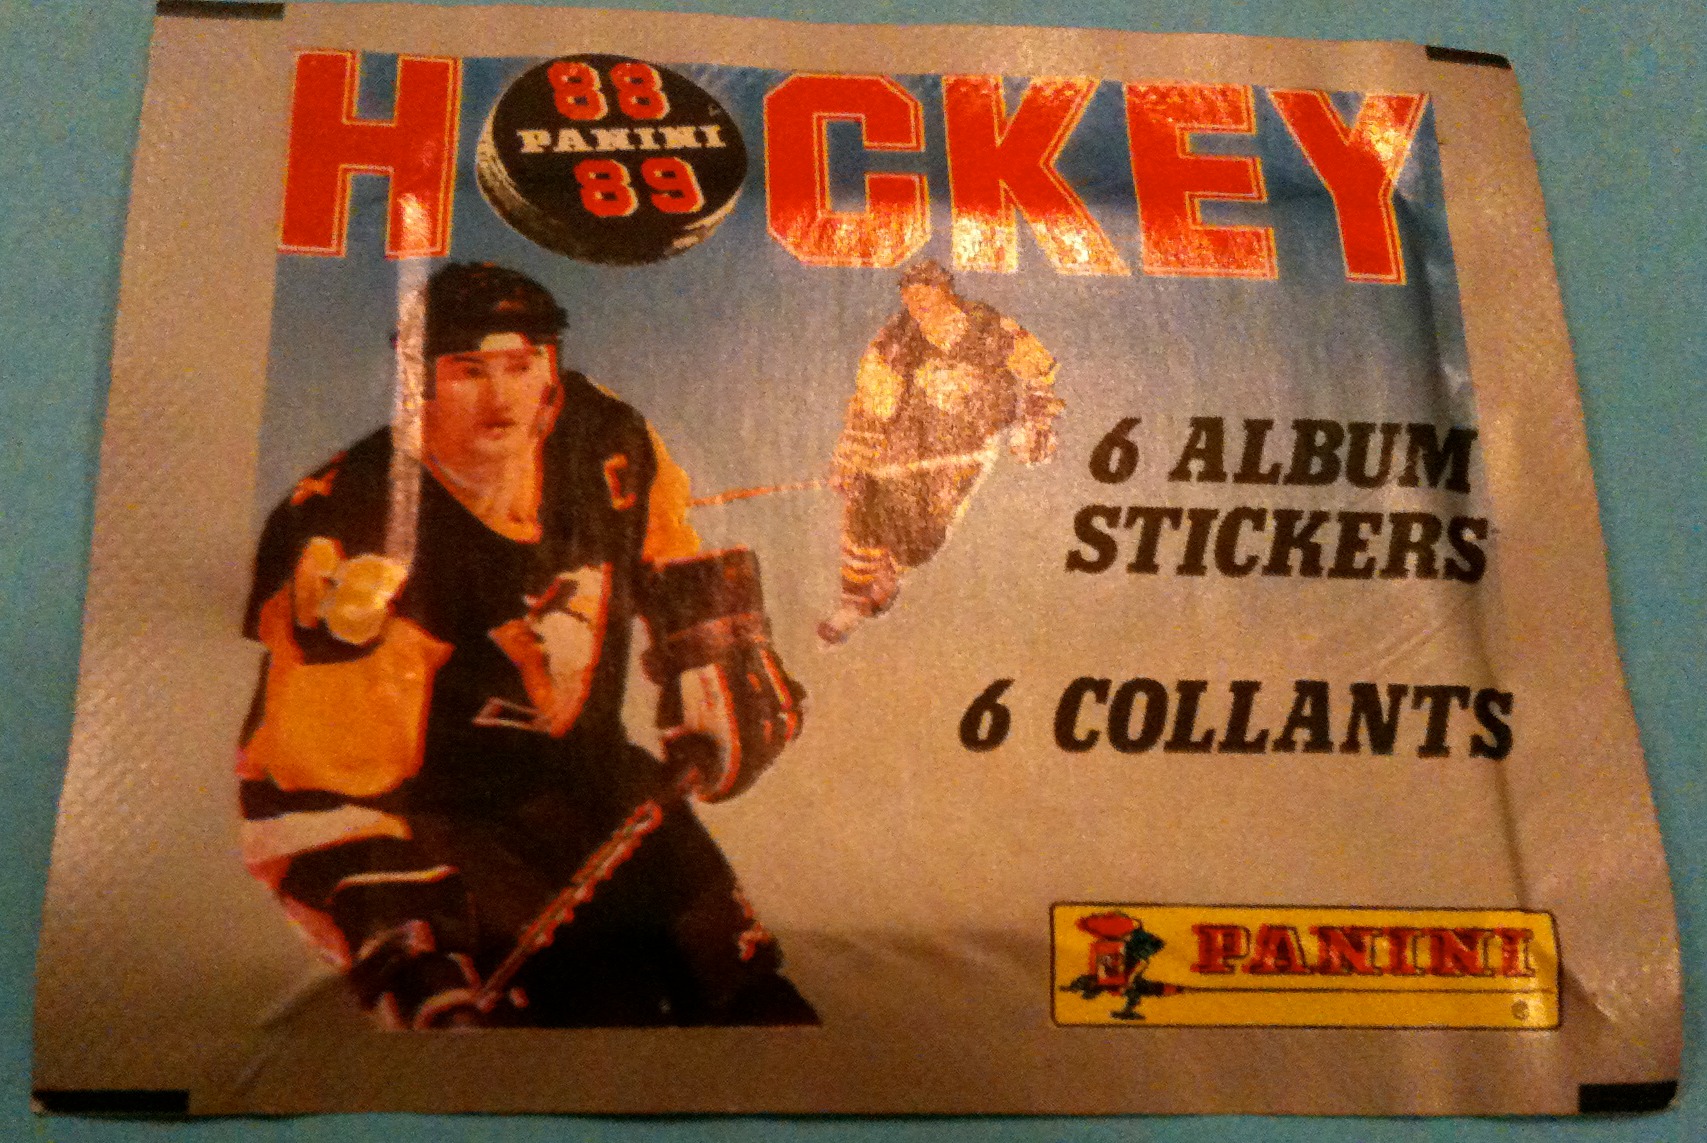 HOCKEY
88
PANINI
89
C
6 ALBUM
STICKERS
6 COLLANTS
PANINI